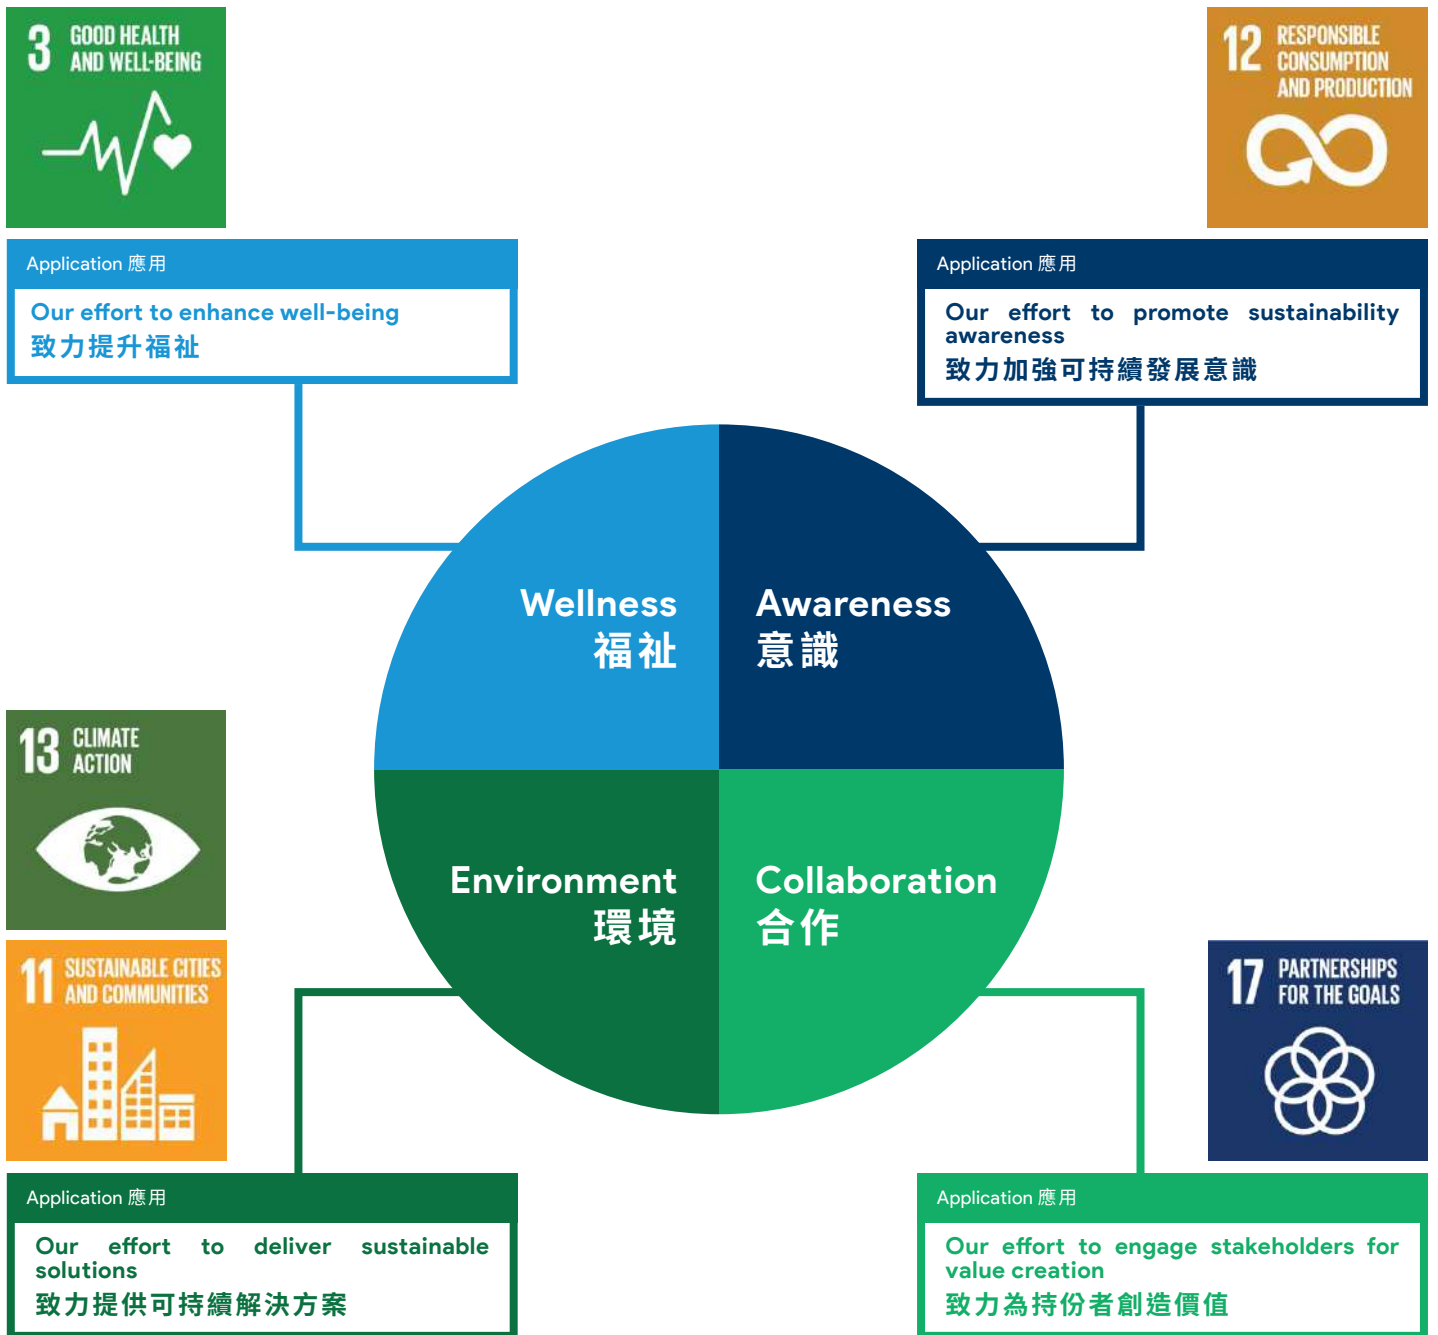 3 GOOD HEALTH
AND WELL-BEING
12 RESPONSIBLE
CONSUMPTION
AND PRODUCTION
Application 應用
Our effort to enhance well-being
致力提升福祉
Application 應用
Our effort to promote sustainability
awareness
致力加強可持續發展意識
Wellness
福祉
Awareness
意識
13 CLIMATE
ACTION
Environment
環境
Collaboration
合作
11 SUSTAINABLE CITIES
AND COMMUNITIES
17 PARTNERSHIPS
FOR THE GOALS
Application 應用
Our effort to deliver sustainable
solutions
致力提供可持續解決方案
Application 應用
Our effort to engage stakeholders for
value creation
致力為持份者創造價值